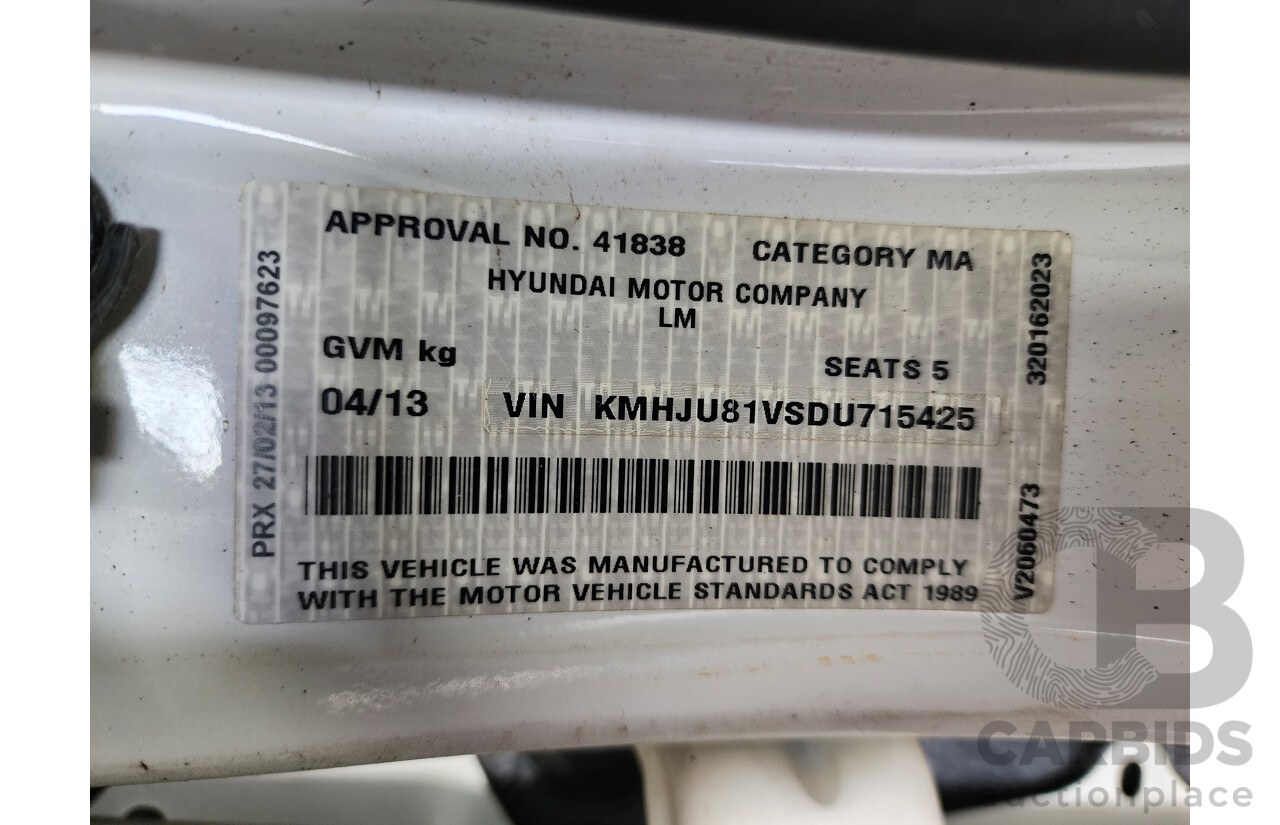 APPROVAL NO. 41838 CATEGORY MA
HYUNDAI MOTOR COMPANY
LM
GVM kg SEATS 5
04/13 VIN KMHJU81VSDU715425
THIS VEHICLE WAS MANUFACTURED TO COMPLY
WITH THE MOTOR VEHICLE STANDARDS ACT 1989
PRX 27/02/13 00097623
320162023
V2060473
CB
CARBIDS
auctionplace